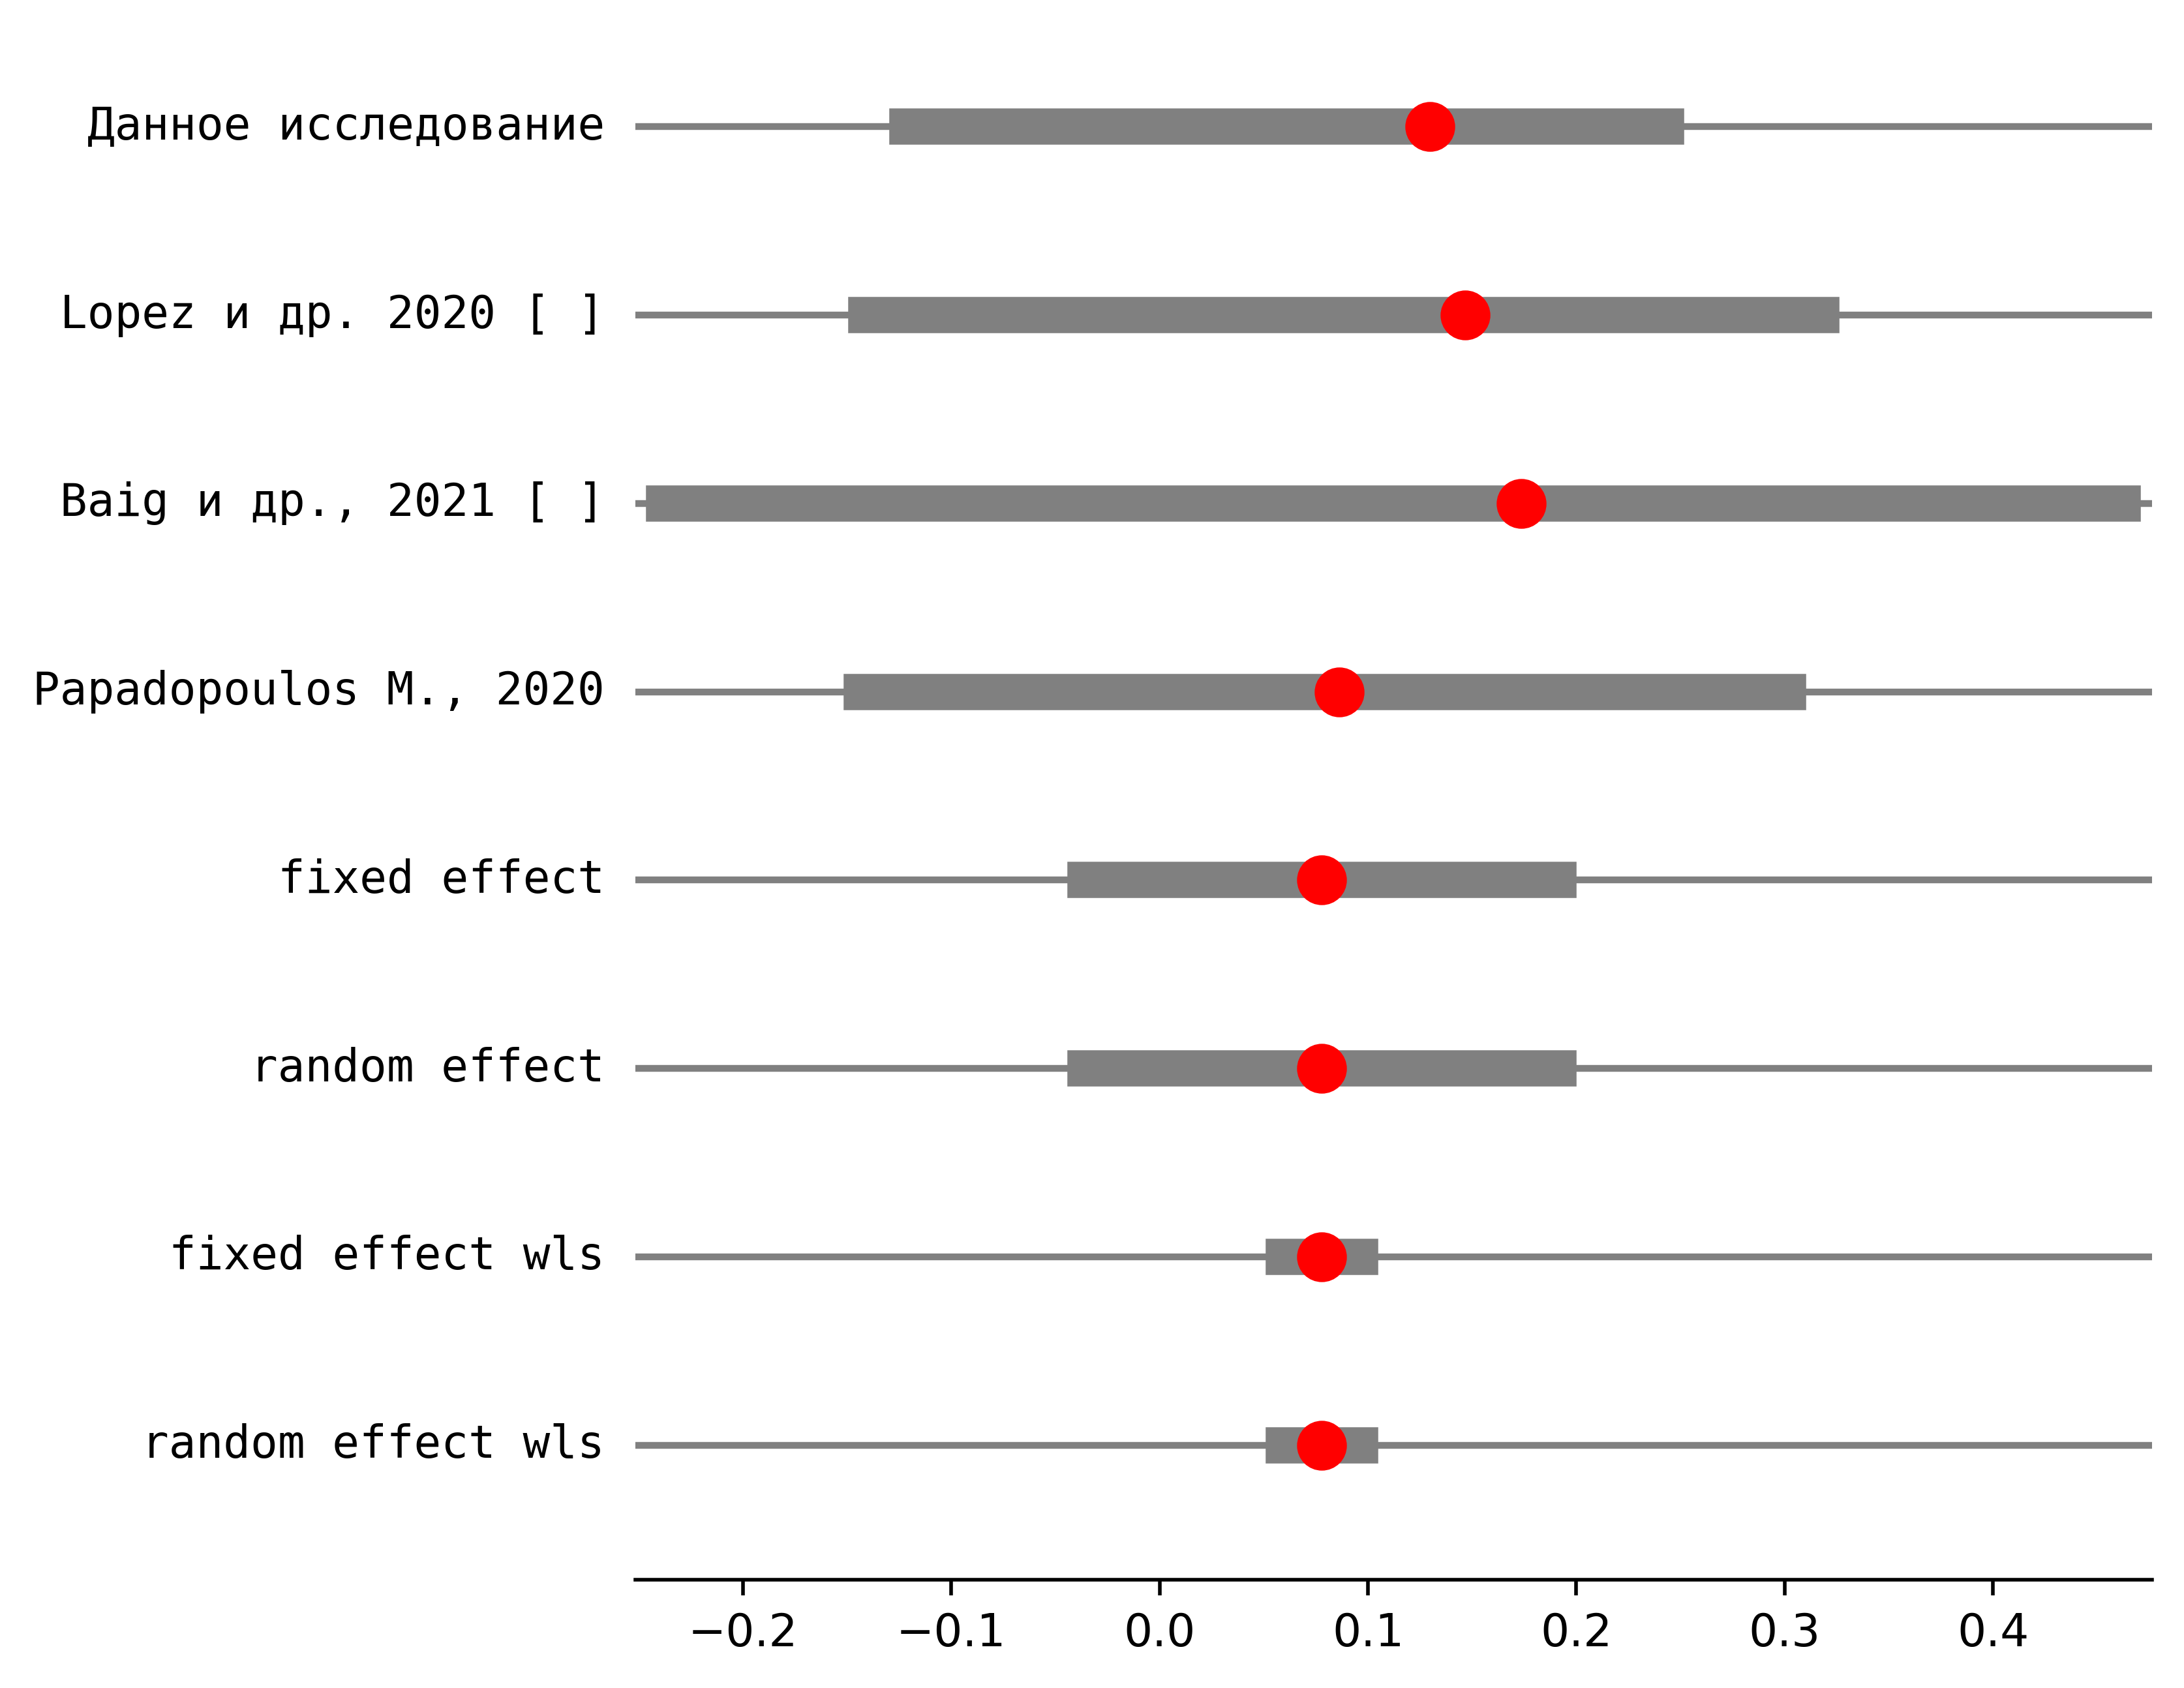 Данное исследование
Lopez и др. 2020 [ ]
Baig и др., 2021 [ ]
Papadopoulos M., 2020
fixed effect
random effect
fixed effect wls
random effect wls
−0.2 −0.1 0.0 0.1 0.2 0.3 0.4